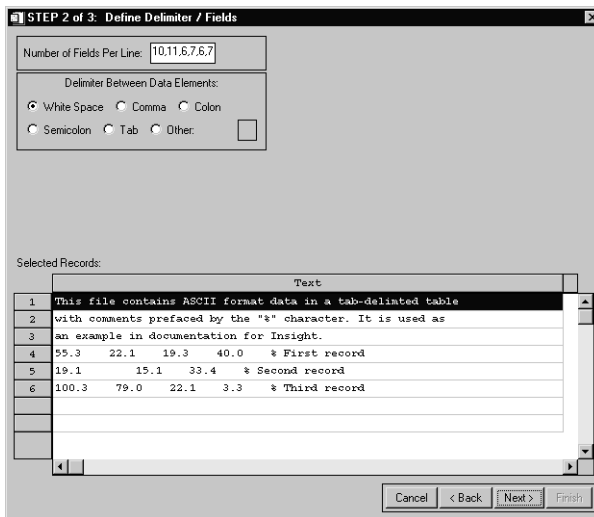 STEP 2 of 3: Define Delimiter / Fields
Number of Fields Per Line: 10,11,6,7,6,7
Delimiter Between Data Elements:
White Space Comma Colon
Semicolon Tab Other:
Selected Records:
Text
1 This file contains ASCII format data in a tab-delimted table
2 with comments prefaced by the "%" character. It is used as
3 an example in documentation for Insight.
4 55.3 22.1 19.3 40.0 % First record
5 19.1 15.1 33.4 % Second record
6 100.3 79.0 22.1 3.3 % Third record
Cancel < Back Next > Finish